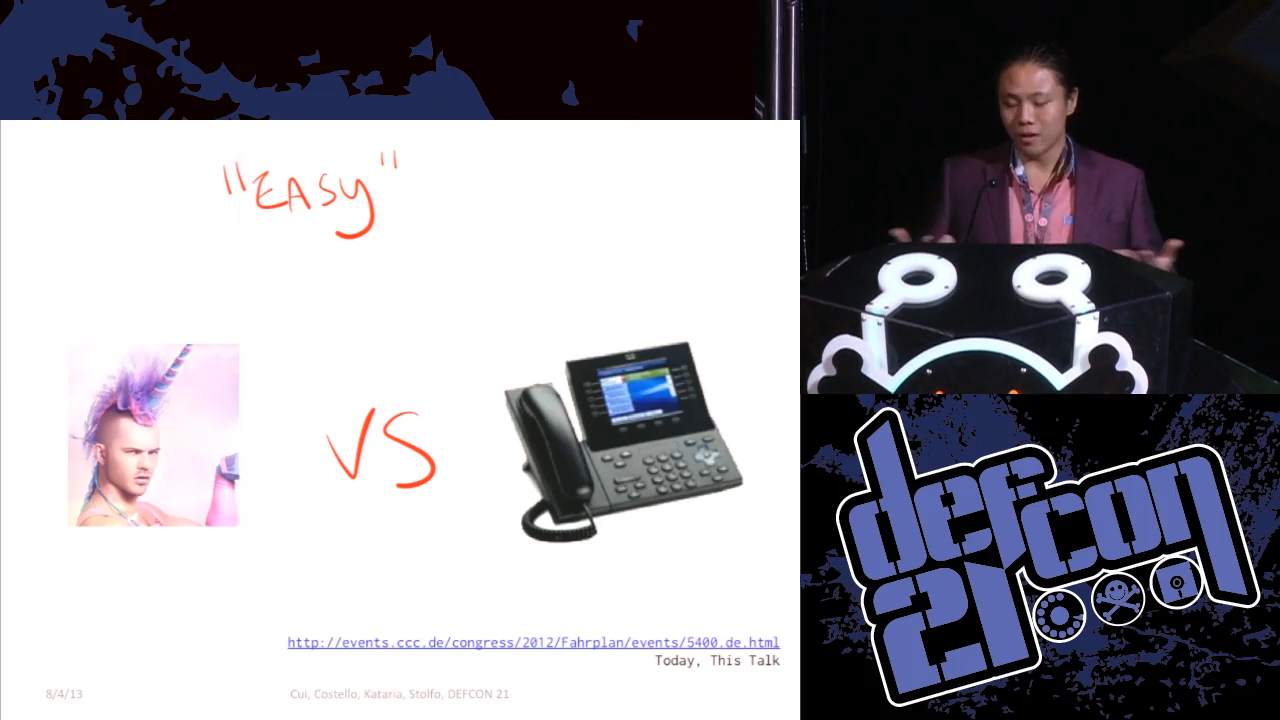 "EASY"
VS
http://events.ccc.de/congress/2012/Fahrplan/events/5400.de.html
Today, This Talk
8/4/13
Cui, Costello, Kataria, Stolfo, DEFCON 21
defcon
21